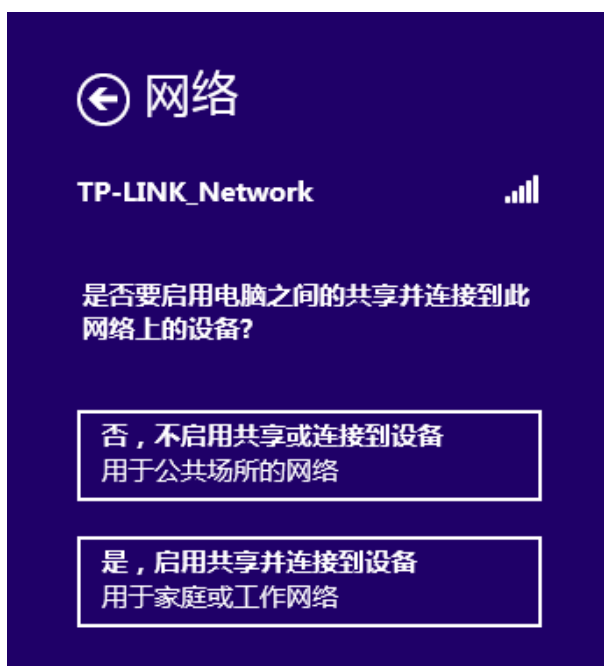 网络
TP-LINK_Network
是否要启用电脑之间的共享并连接到此
网络上的设备?
否，不启用共享或连接到设备
用于公共场所的网络
是，启用共享并连接到设备
用于家庭或工作网络